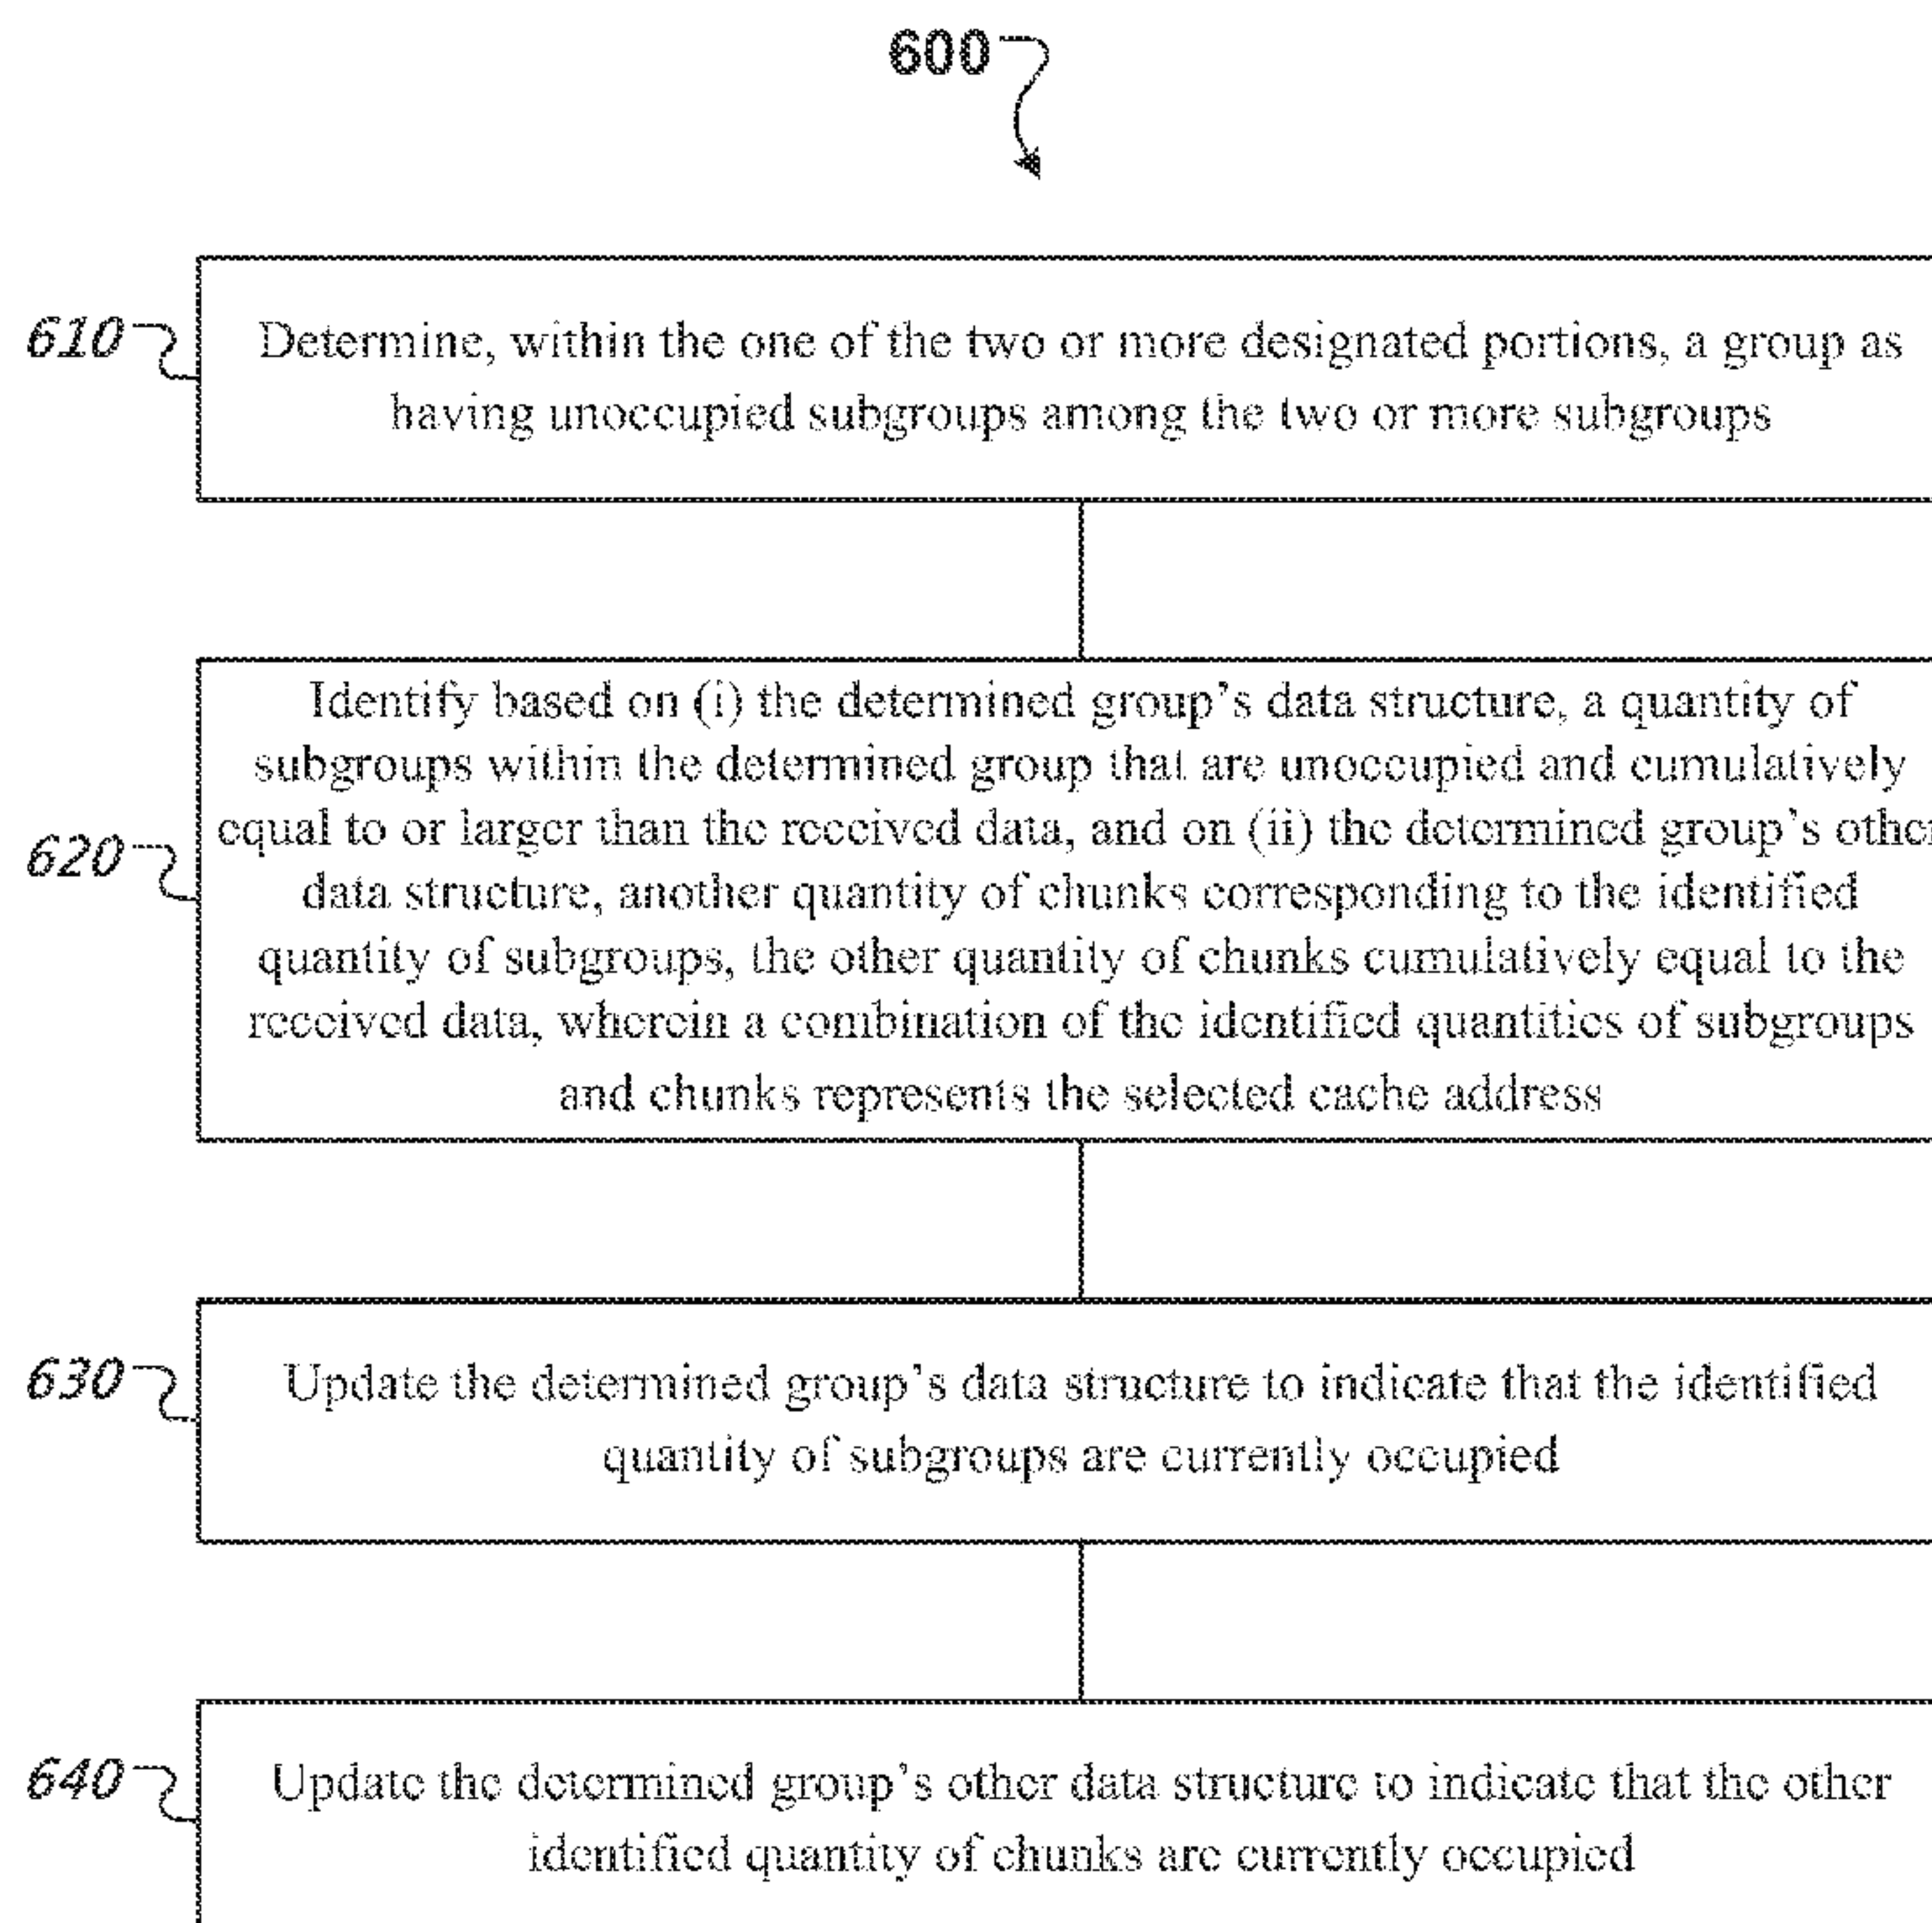 600
610
Determine, within the one of the two or more designated portions, a group as
having unoccupied subgroups among the two or more subgroups
620
Identify based on (i) the determined group's data structure, a quantity of
subgroups within the determined group that are unoccupied and cumulatively
equal to or larger than the received data, and on (ii) the determined group's other
data structure, another quantity of chunks corresponding to the identified
quantity of subgroups, the other quantity of chunks cumulatively equal to the
received data, wherein a combination of the identified quantities of subgroups
and chunks represents the selected cache address
630
Update the determined group's data structure to indicate that the identified
quantity of subgroups are currently occupied
640
Update the determined group's other data structure to indicate that the other
identified quantity of chunks are currently occupied